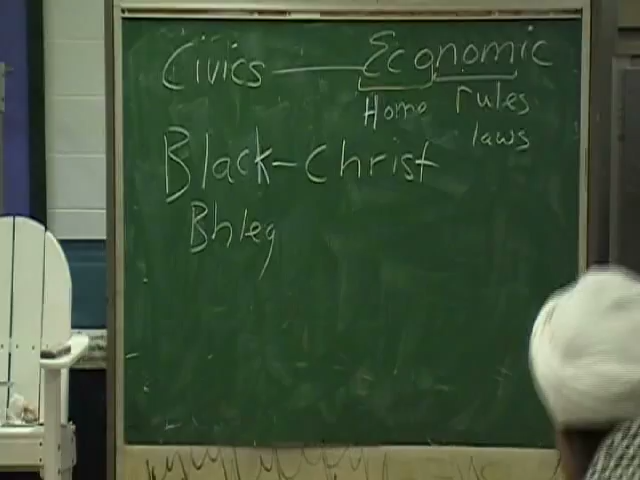 Civics — Economic
Home rules
laws
Black-Christ
Bhleg